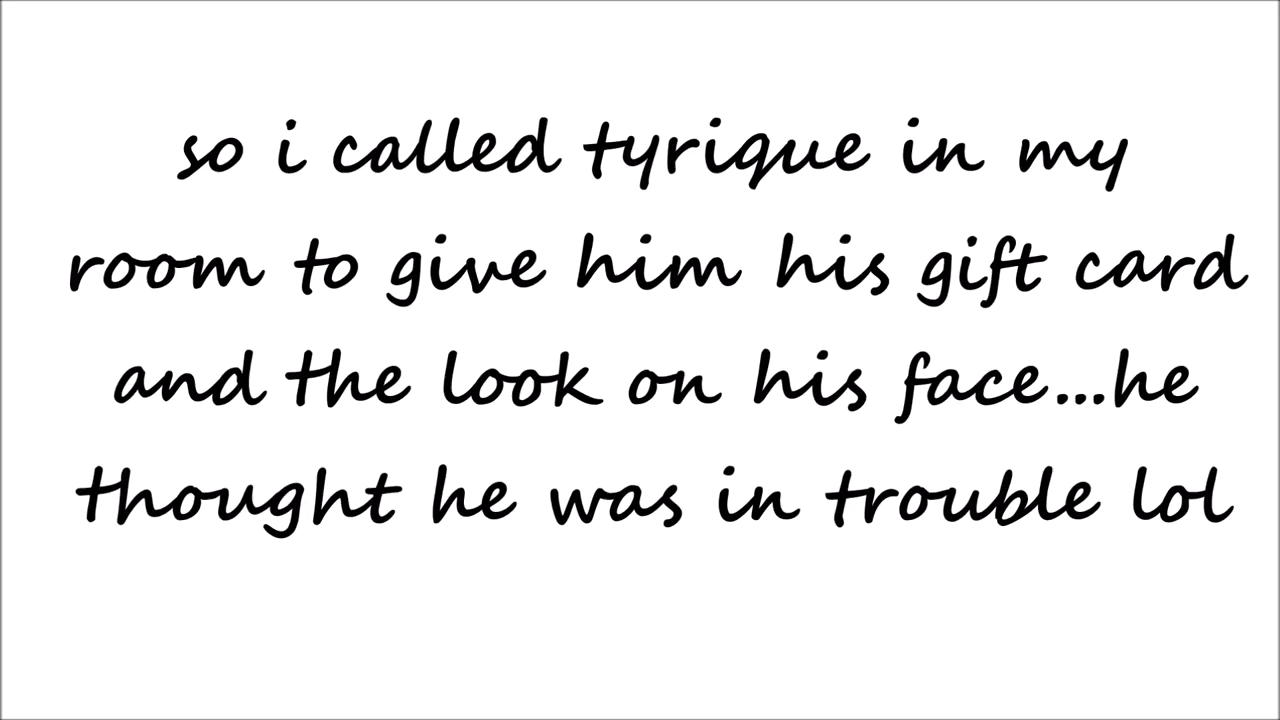 so i called tyrique in my
room to give him his gift card
and the look on his face...he
thought he was in trouble lol